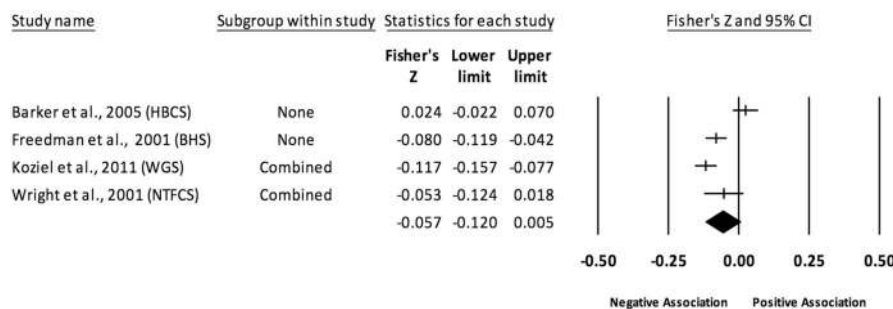 Study name Subgroup within study Statistics for each study Fisher's Z and 95% CI
Fisher's Lower Upper
Z limit limit
Barker et al., 2005 (HBCS) None 0.024 -0.022 0.070
Freedman et al., 2001 (BHS) None -0.080 -0.119 -0.042
Koziel et al., 2011 (WGS) Combined -0.117 -0.157 -0.077
Wright et al., 2001 (NTFCS) Combined -0.053 -0.124 0.018
-0.057 -0.120 0.005
-0.50 -0.25 0.00 0.25 0.50
Negative Association Positive Association